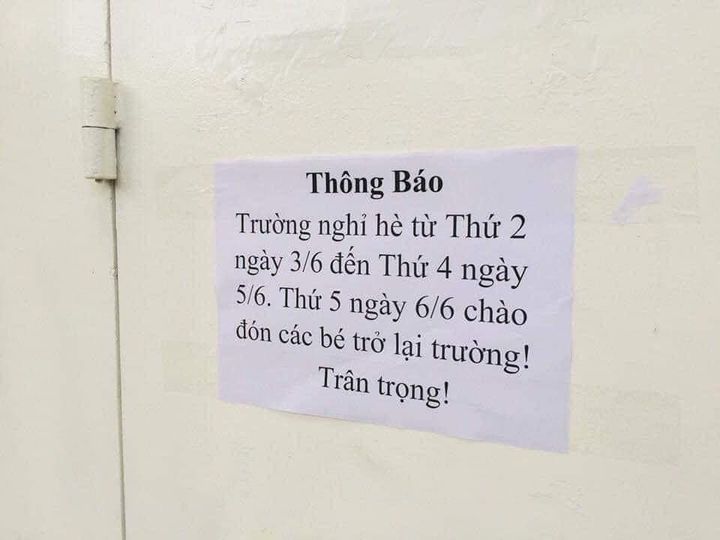 Thông Báo
Trường nghỉ hè từ Thứ 2
ngày 3/6 đến Thứ 4 ngày
5/6. Thứ 5 ngày 6/6 chào
đón các bé trở lại trường!
Trân trọng!